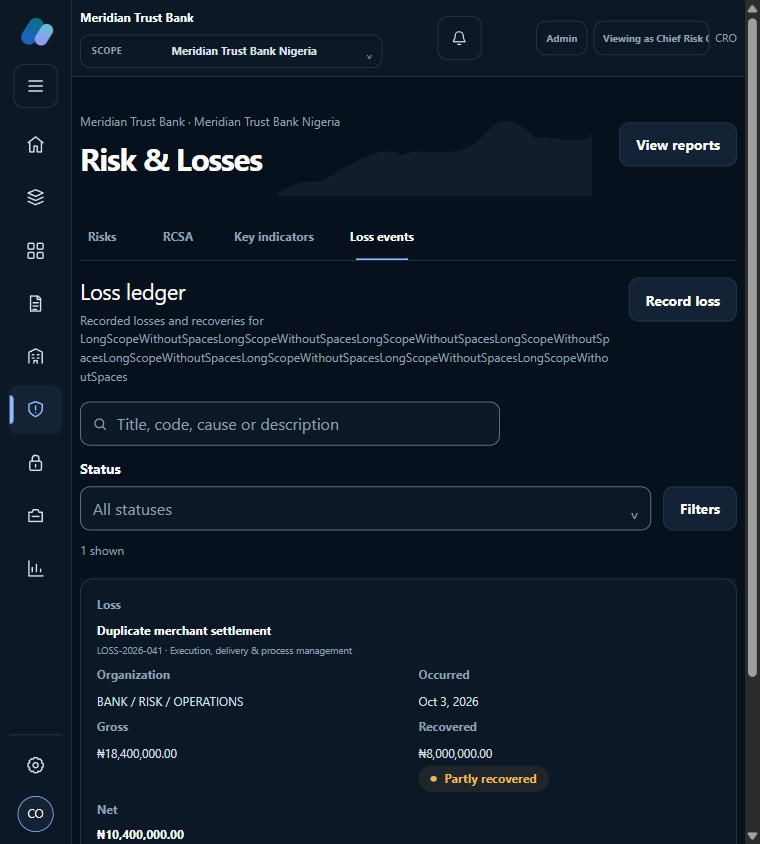 Meridian Trust Bank
SCOPE Meridian Trust Bank Nigeria v
Admin
Viewing as Chief Risk
CRO
Meridian Trust Bank · Meridian Trust Bank Nigeria
Risk & Losses
View reports
Risks RCSA Key indicators Loss events
Loss ledger
Record loss
Recorded losses and recoveries for
LongScopeWithoutSpacesLongScopeWithoutSpacesLongScopeWithoutSpacesLongScopeWithoutSp
acesLongScopeWithoutSpacesLongScopeWithoutSpacesLongScopeWithoutSpacesLongScopeWitho
utSpaces
Title, code, cause or description
Status
All statuses v
Filters
1 shown
Loss
Duplicate merchant settlement
LOSS-2026-041 · Execution, delivery & process management
Organization Occurred
BANK / RISK / OPERATIONS Oct 3, 2026
Gross Recovered
₦18,400,000.00 ₦8,000,000.00
Partly recovered
Net
₦10,400,000.00
CO